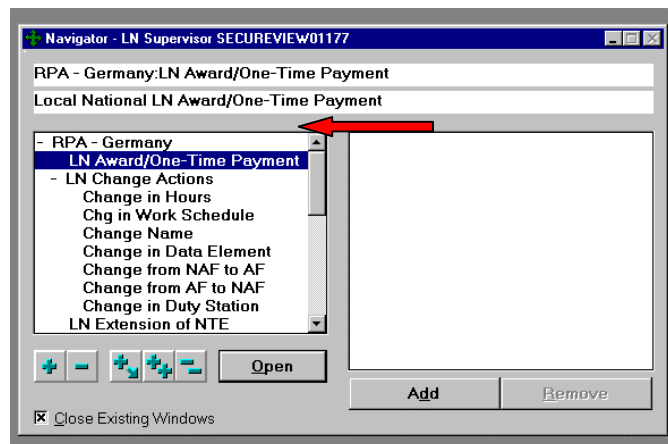 Navigator - LN Supervisor SECUREVIEW01177
RPA - Germany:LN Award/One-Time Payment
Local National LN Award/One-Time Payment
- RPA - Germany
LN Award/One-Time Payment
- LN Change Actions
Change in Hours
Chg in Work Schedule
Change Name
Change in Data Element
Change from NAF to AF
Change from AF to NAF
Change in Duty Station
LN Extension of NTE
Open
Add
Remove
Close Existing Windows